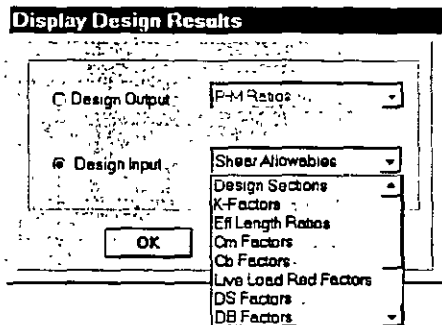 Display Design Results
Design Output
P-M Ratios
Design Input
Shear Allowables
Design Sections
K-Factors
Efl Length Ratios
Cm Factors
Cb Factors
Live Load Red Factors
DS Factors
DB Factors
OK